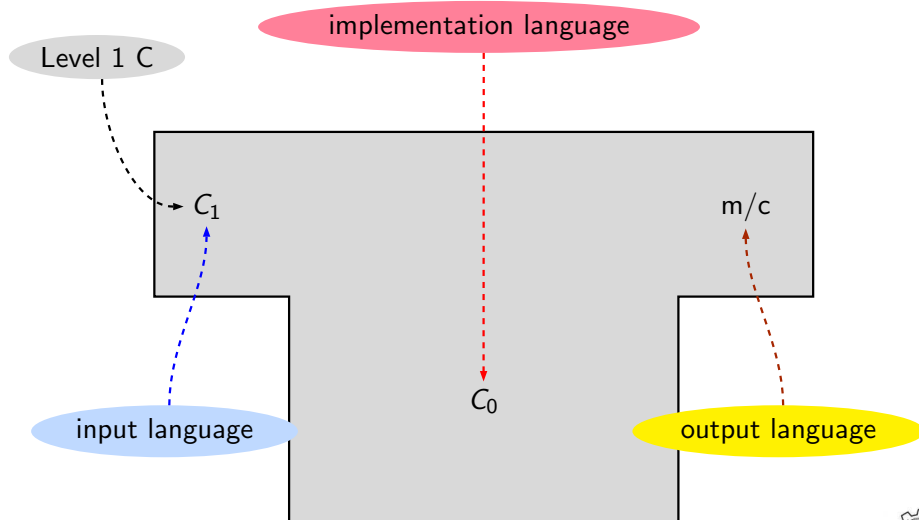 implementation language
Level 1 C
C₁
m/c
C₀
input language
output language